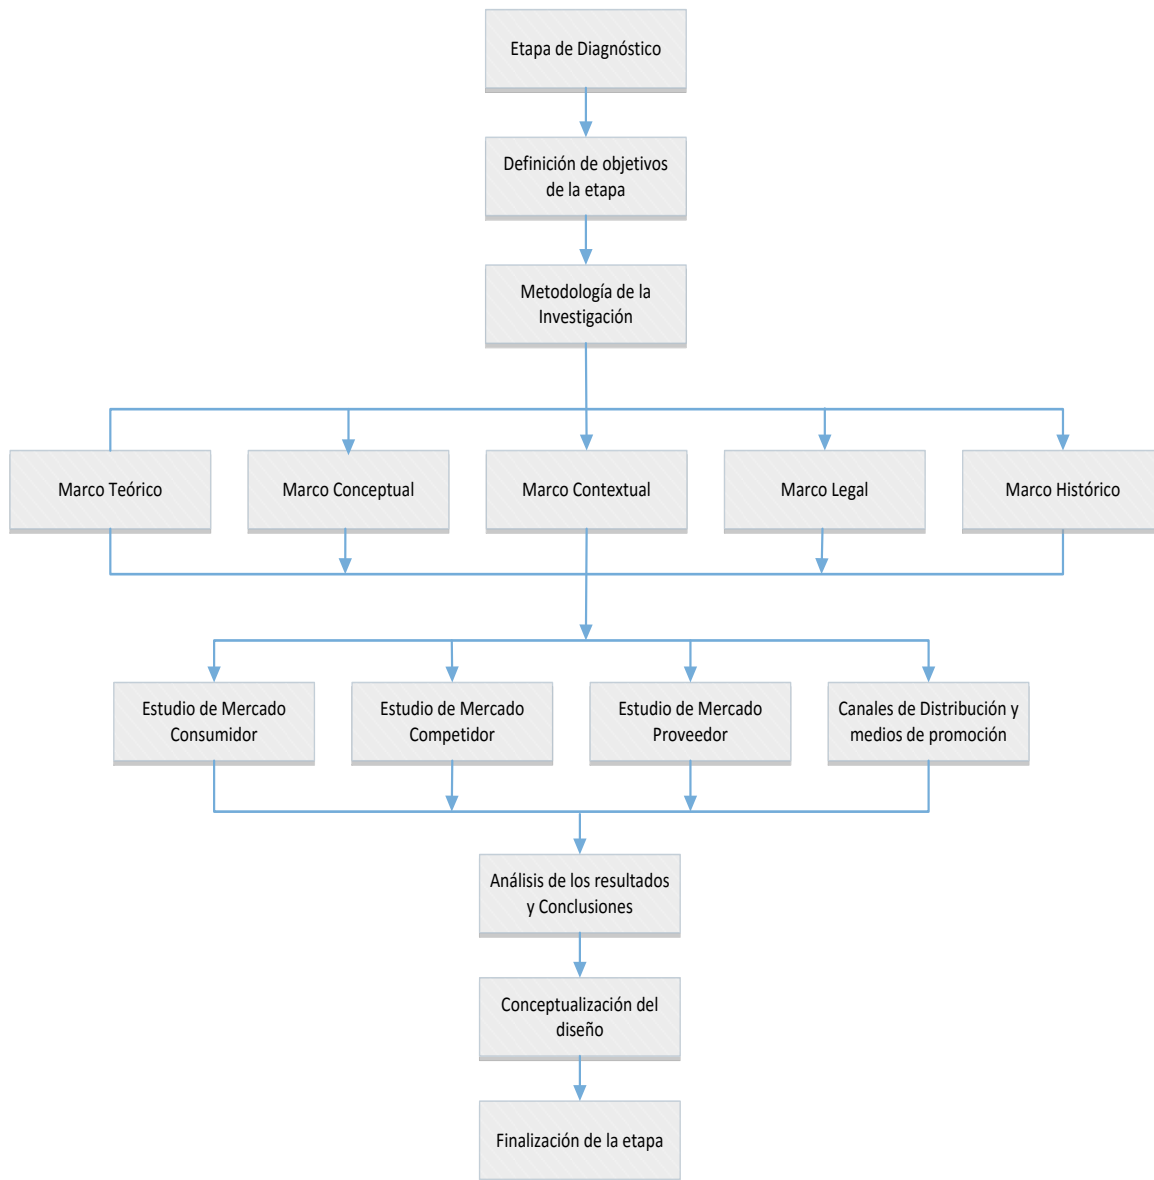 Etapa de Diagnóstico
Definición de objetivos
de la etapa
Metodología de la
Investigación
Marco Teórico
Marco Conceptual
Marco Contextual
Marco Legal
Marco Histórico
Estudio de Mercado
Consumidor
Estudio de Mercado
Competidor
Estudio de Mercado
Proveedor
Canales de Distribución y
medios de promoción
Análisis de los resultados
y Conclusiones
Conceptualización del
diseño
Finalización de la etapa